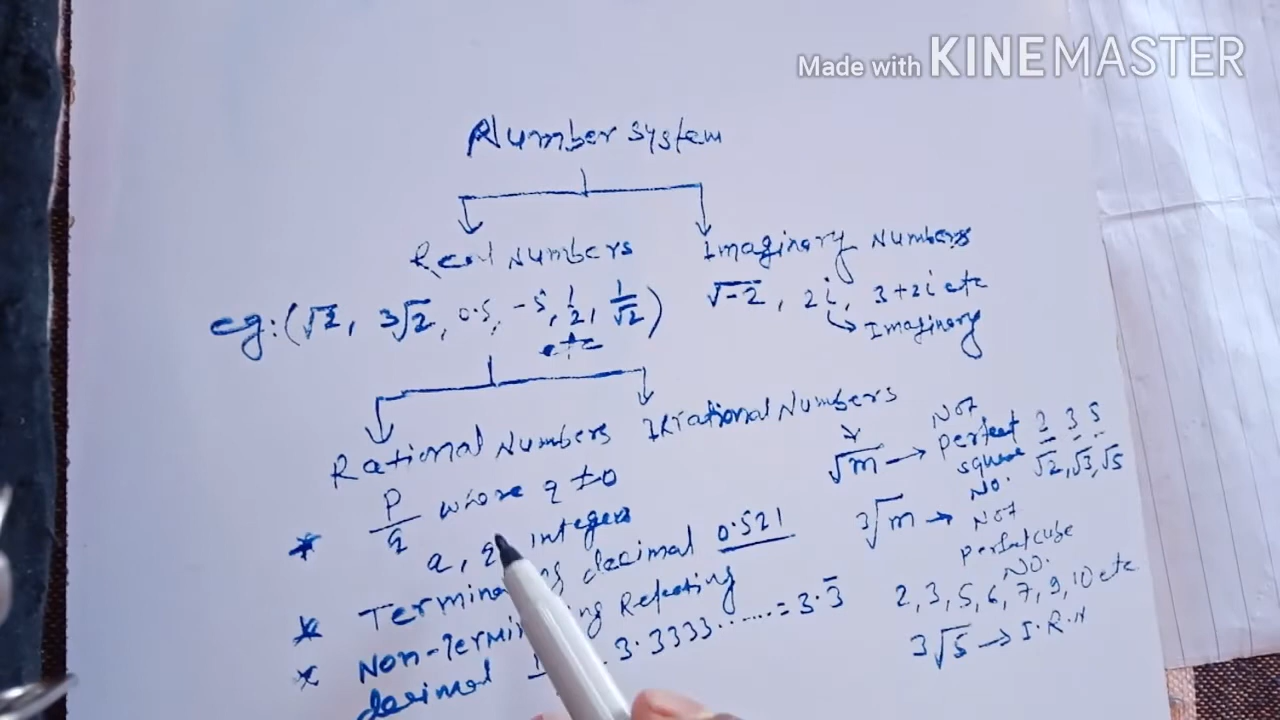 Made with KINEMASTER
Number system
Real Numbers
Imaginary Numbers
eg: (√2, 3√2, 0.5, -5, 1/2, 1/√2) etc
√-2, 2i, 3+2i etc
↳ Imaginary
Rational Numbers
Irrational Numbers
* P/q where q ≠ 0
a, q integers
* decimal 0.521
* Repeating
decimal 3.3333......=3.3̅
√m → Not
perfect
square
No.
2 3 5
√2, √3, √5
3√m → Not
perfect cube
No.
2, 3, 5, 6, 7, 9, 10 etc.
3√5 → I.R.N